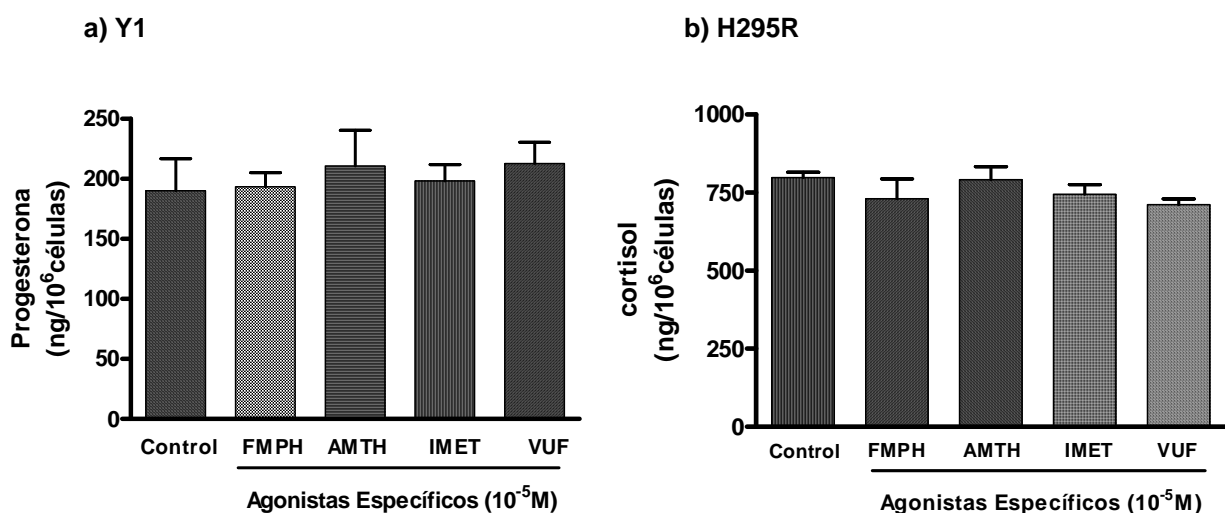 a) Y1
250
200
150
100
50
0
Progesterona
(ng/10⁶células)
Control FMPH AMTH IMET VUF
Agonistas Específicos (10⁻⁵M)
b) H295R
1000
750
500
250
0
cortisol
(ng/10⁶células)
Control FMPH AMTH IMET VUF
Agonistas Específicos (10⁻⁵M)